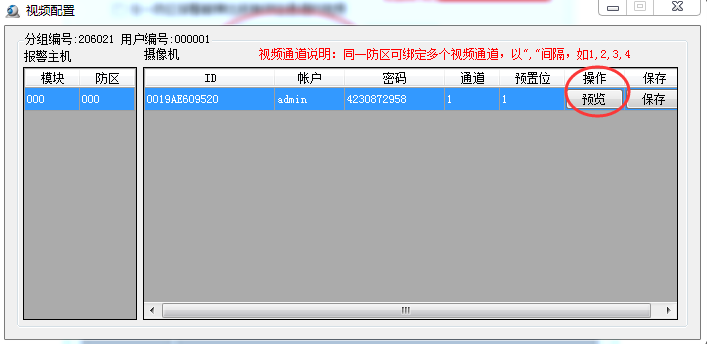 视频配置
分组编号:206021 用户编号:000001
报警主机
摄像机
视频通道说明：同一防区可绑定多个视频通道，以“,”间隔，如1,2,3,4
模块 防区
000 000
ID 帐户 密码 通道 预置位 操作 保存
0019AE609520 admin 4230872958 1 1 预览 保存